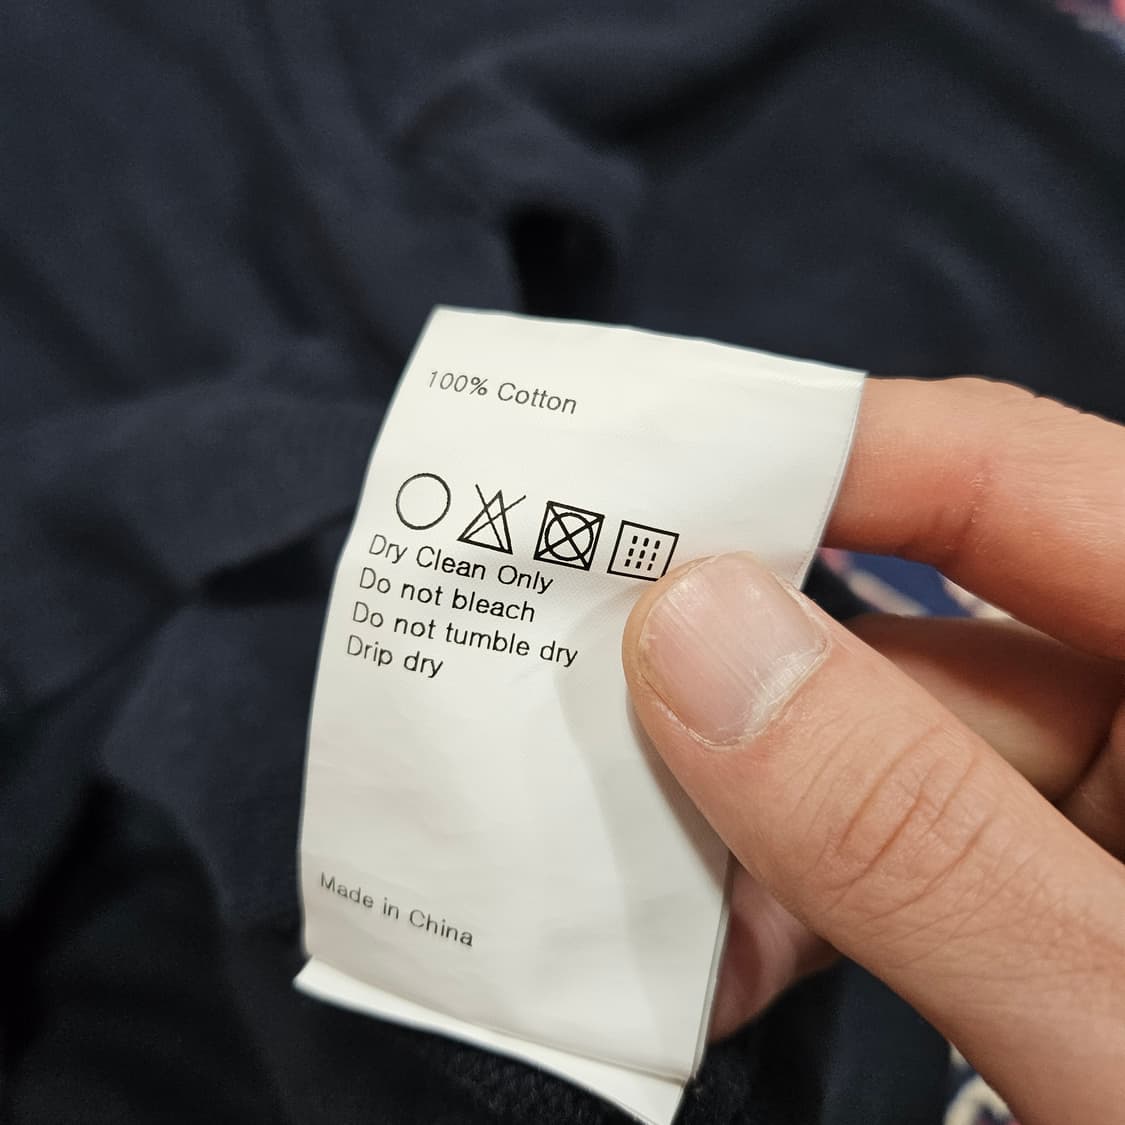 100% Cotton
Dry Clean Only
Do not bleach
Do not tumble dry
Drip dry
Made in China